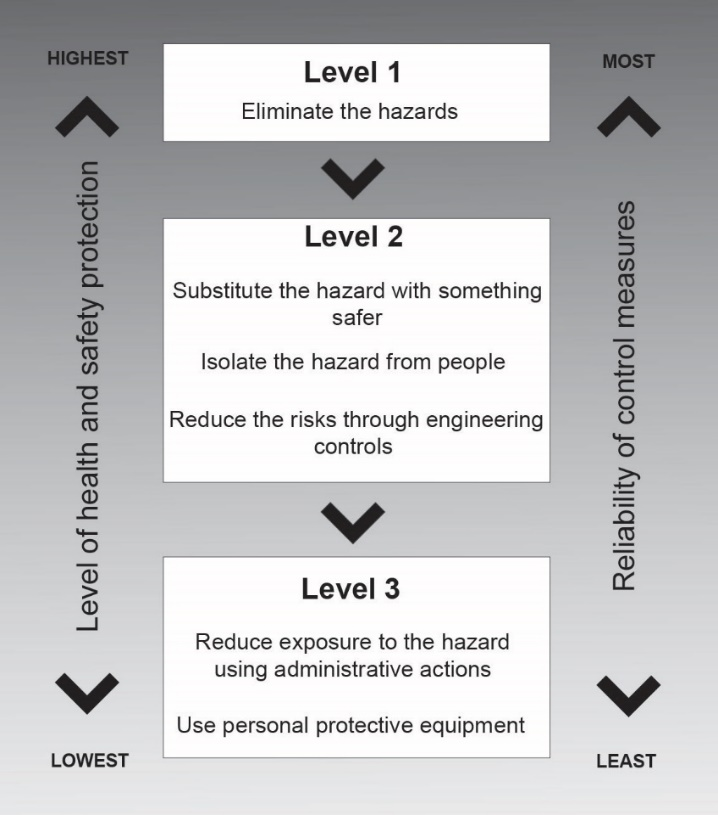 HIGHEST
MOST
Level 1
Eliminate the hazards
Level 2
Substitute the hazard with something
safer
Isolate the hazard from people
Reduce the risks through engineering
controls
Level 3
Reduce exposure to the hazard
using administrative actions
Use personal protective equipment
Level of health and safety protection
Reliability of control measures
LOWEST
LEAST